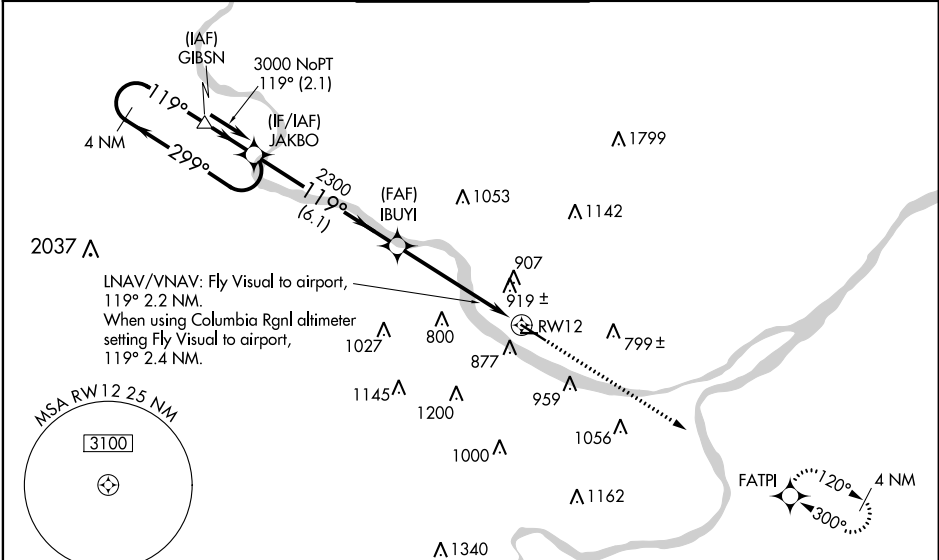 (IAF)
GIBSN
3000 NoPT
119° (2.1)
119°
(IF/IAF)
JAKBO
4 NM
299°
1799
2300
119°
(6.1)
(FAF)
IBUYI
1053
1142
2037
907
LNAV/VNAV: Fly Visual to airport,
119° 2.2 NM.
When using Columbia Rgnl altimeter
setting Fly Visual to airport,
119° 2.4 NM.
919 ±
RW12
800
1027
799 ±
877
1145
1200
959
MSA RW12 25 NM
3100
1056
1000
FATPI
120°
4 NM
300°
1162
1340